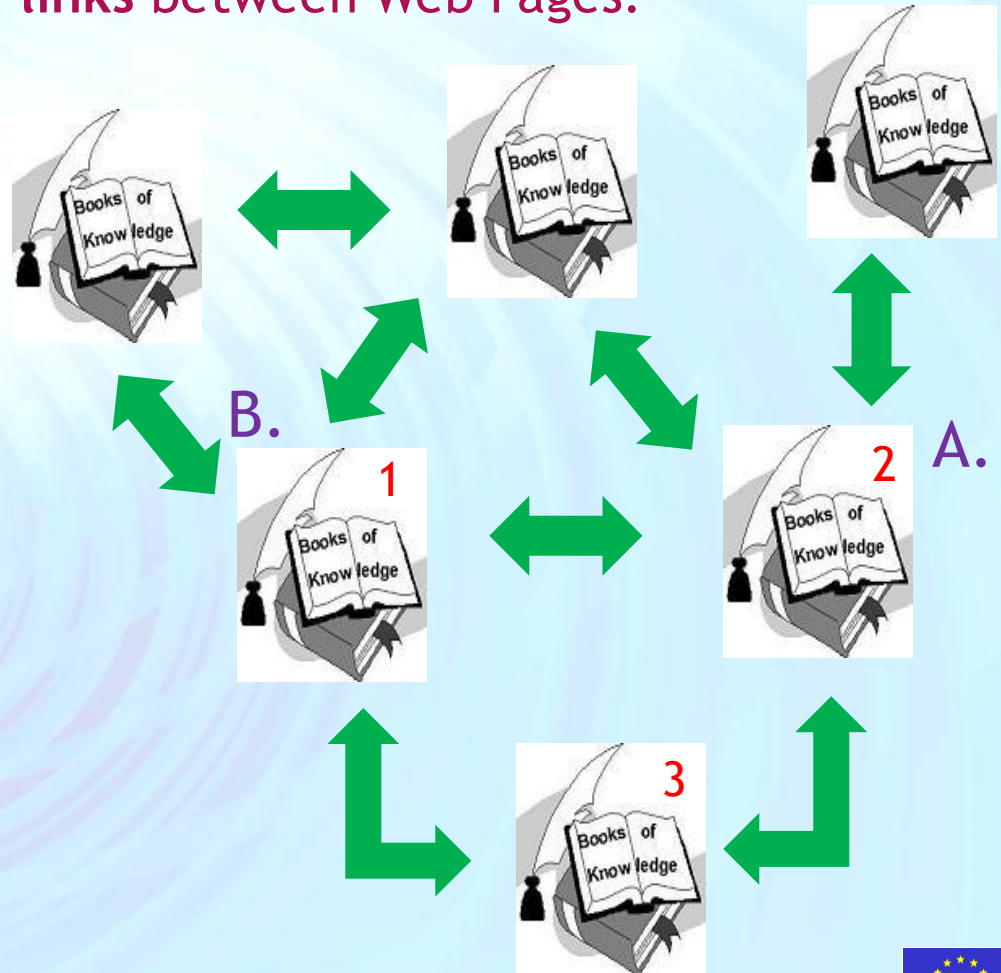 links between Web Pages.
Books of
Knowledge
Books of
Knowledge
Books of
Knowledge
B.
A.
1
Books of
Knowledge
2
Books of
Knowledge
3
Books of
Knowledge